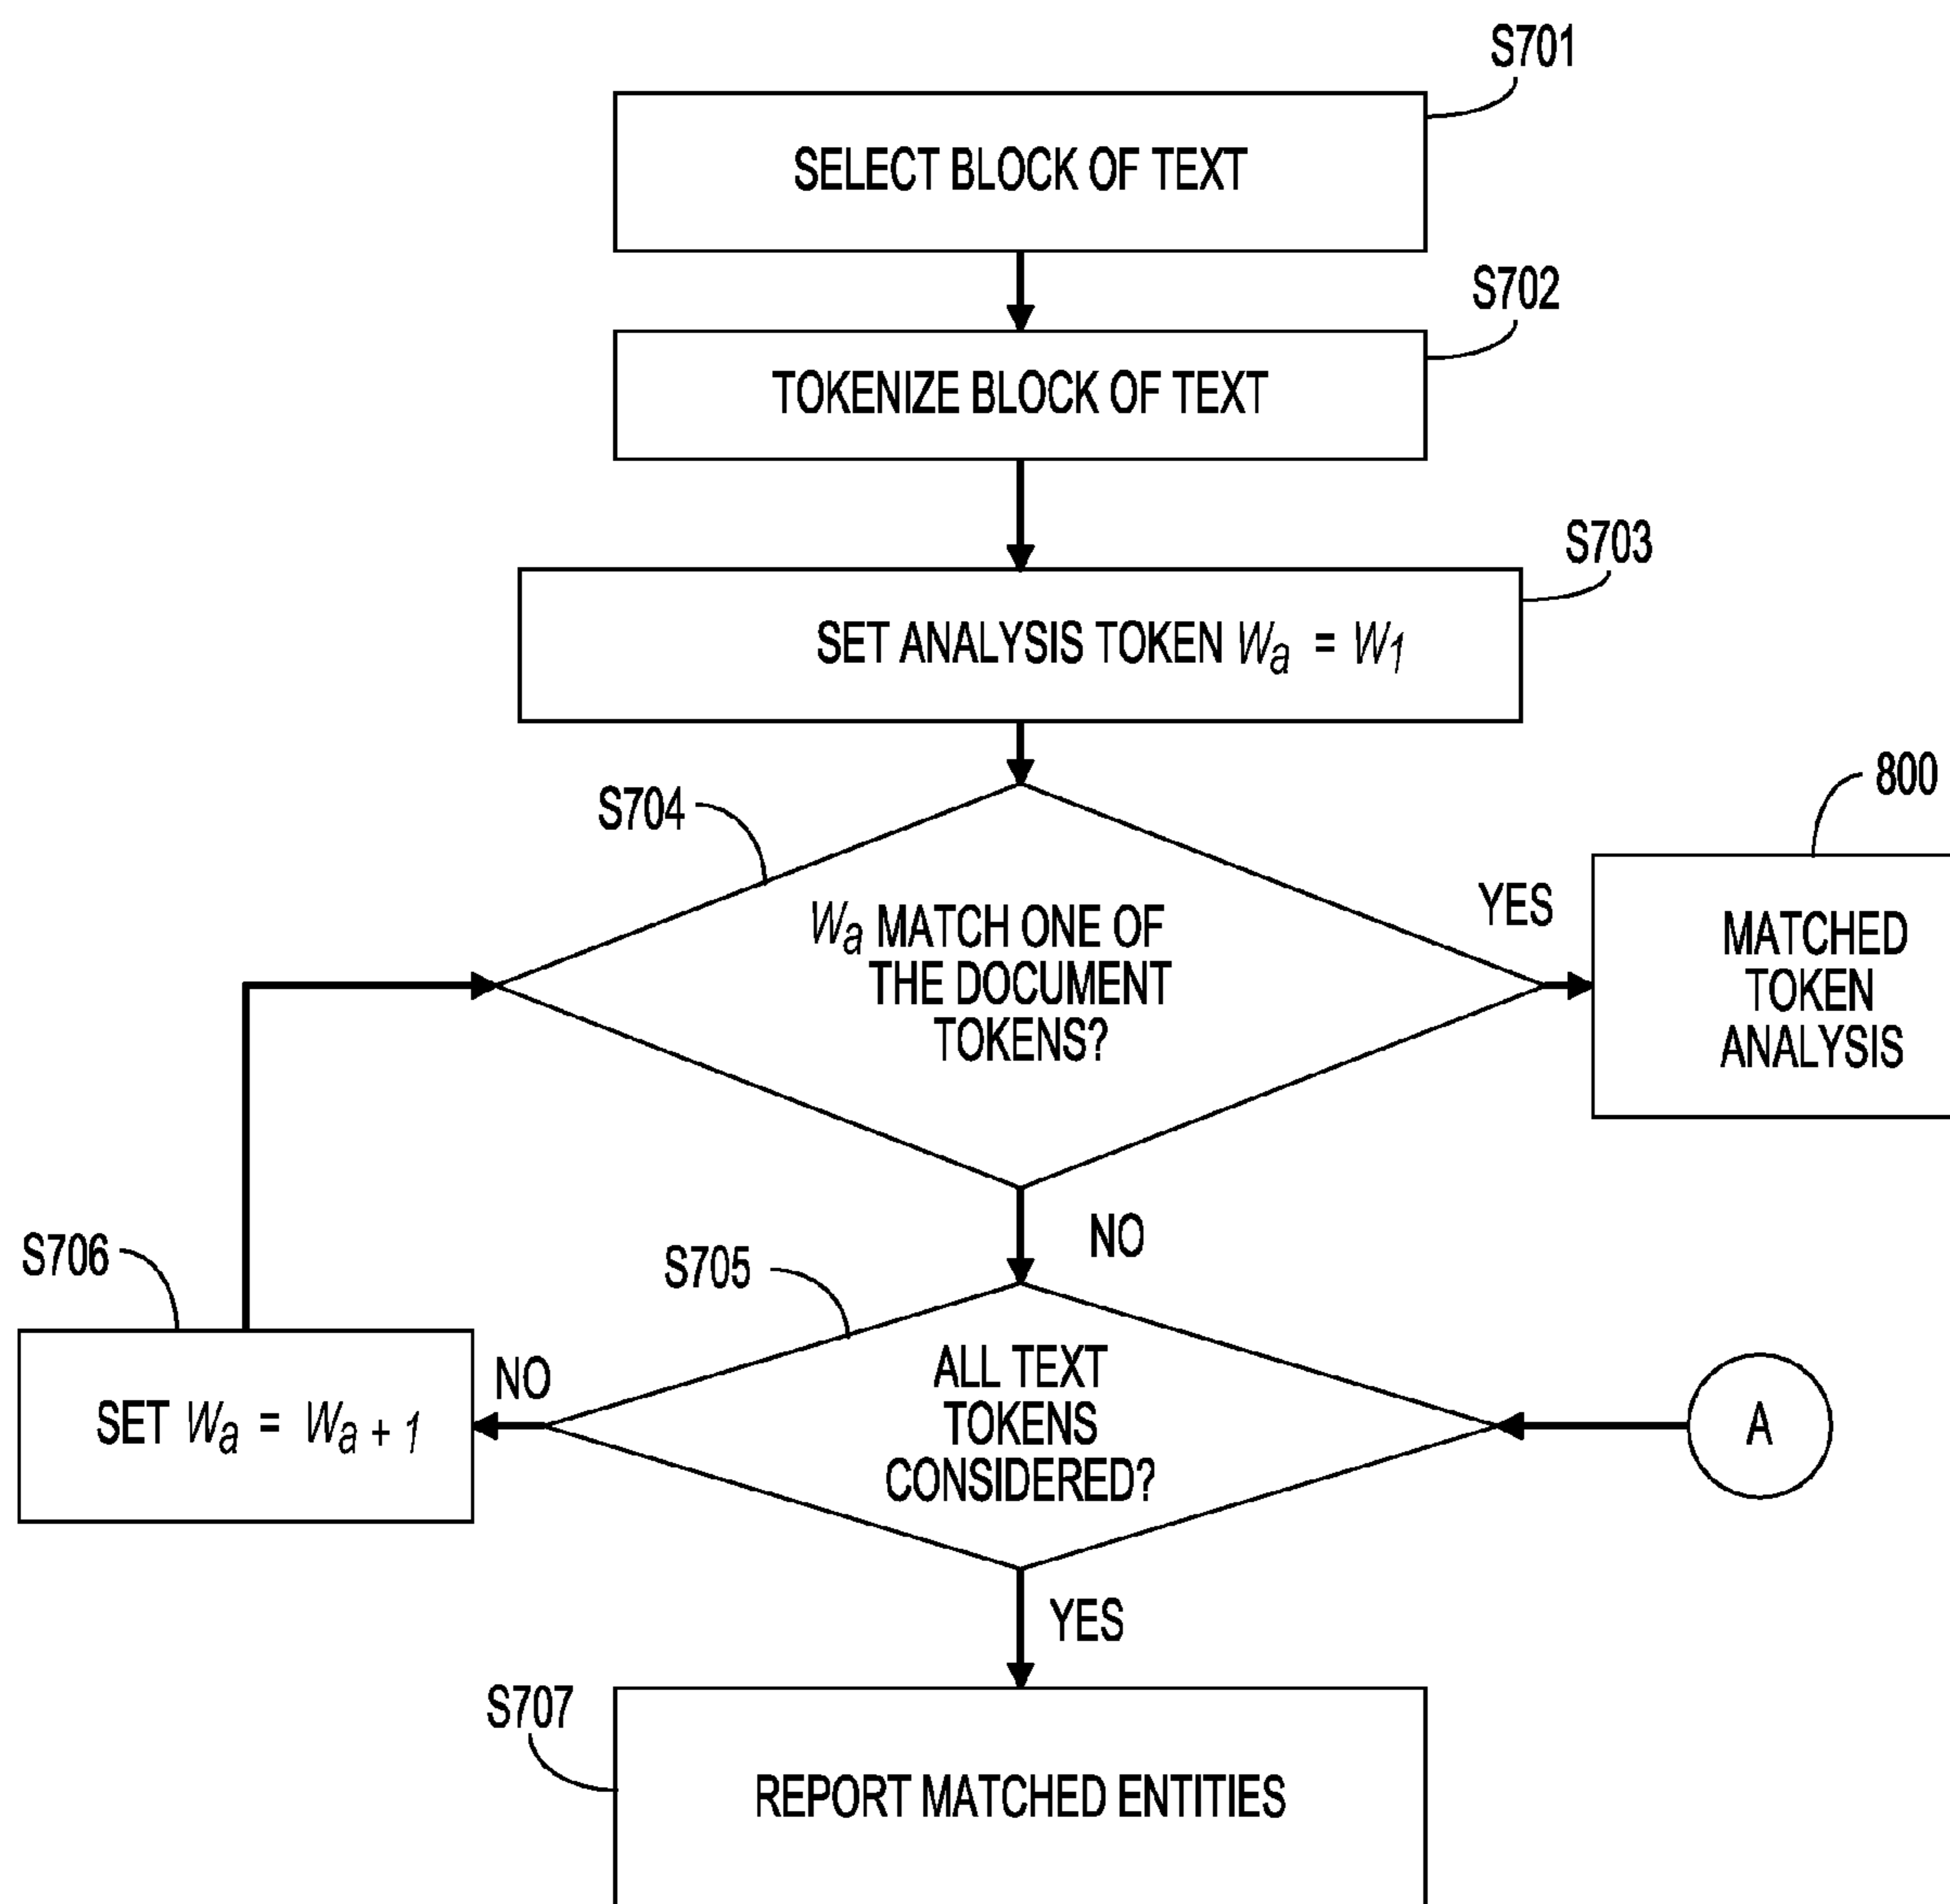 S701
SELECT BLOCK OF TEXT
S702
TOKENIZE BLOCK OF TEXT
S703
SET ANALYSIS TOKEN Wa = W1
S704
Wa MATCH ONE OF
THE DOCUMENT
TOKENS?
YES
800
MATCHED
TOKEN
ANALYSIS
NO
S705
ALL TEXT
TOKENS
CONSIDERED?
S706
NO
SET Wa = Wa + 1
A
YES
S707
REPORT MATCHED ENTITIES